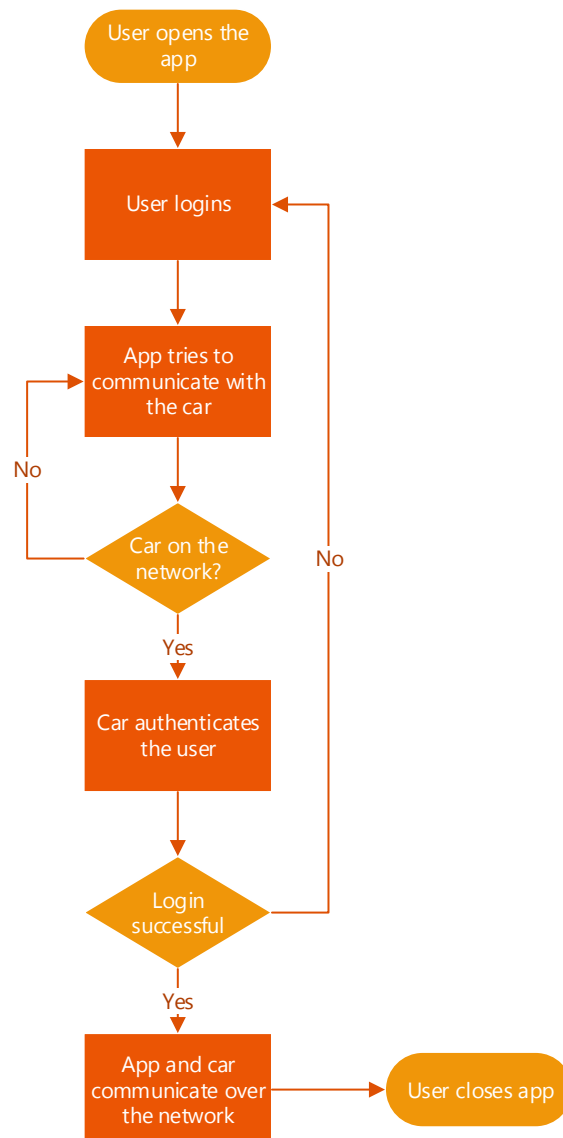 User opens the
app
User logins
App tries to
communicate with
the car
No
Car on the
network?
No
Yes
Car authenticates
the user
Login
successful
Yes
App and car
communicate over
the network
User closes app